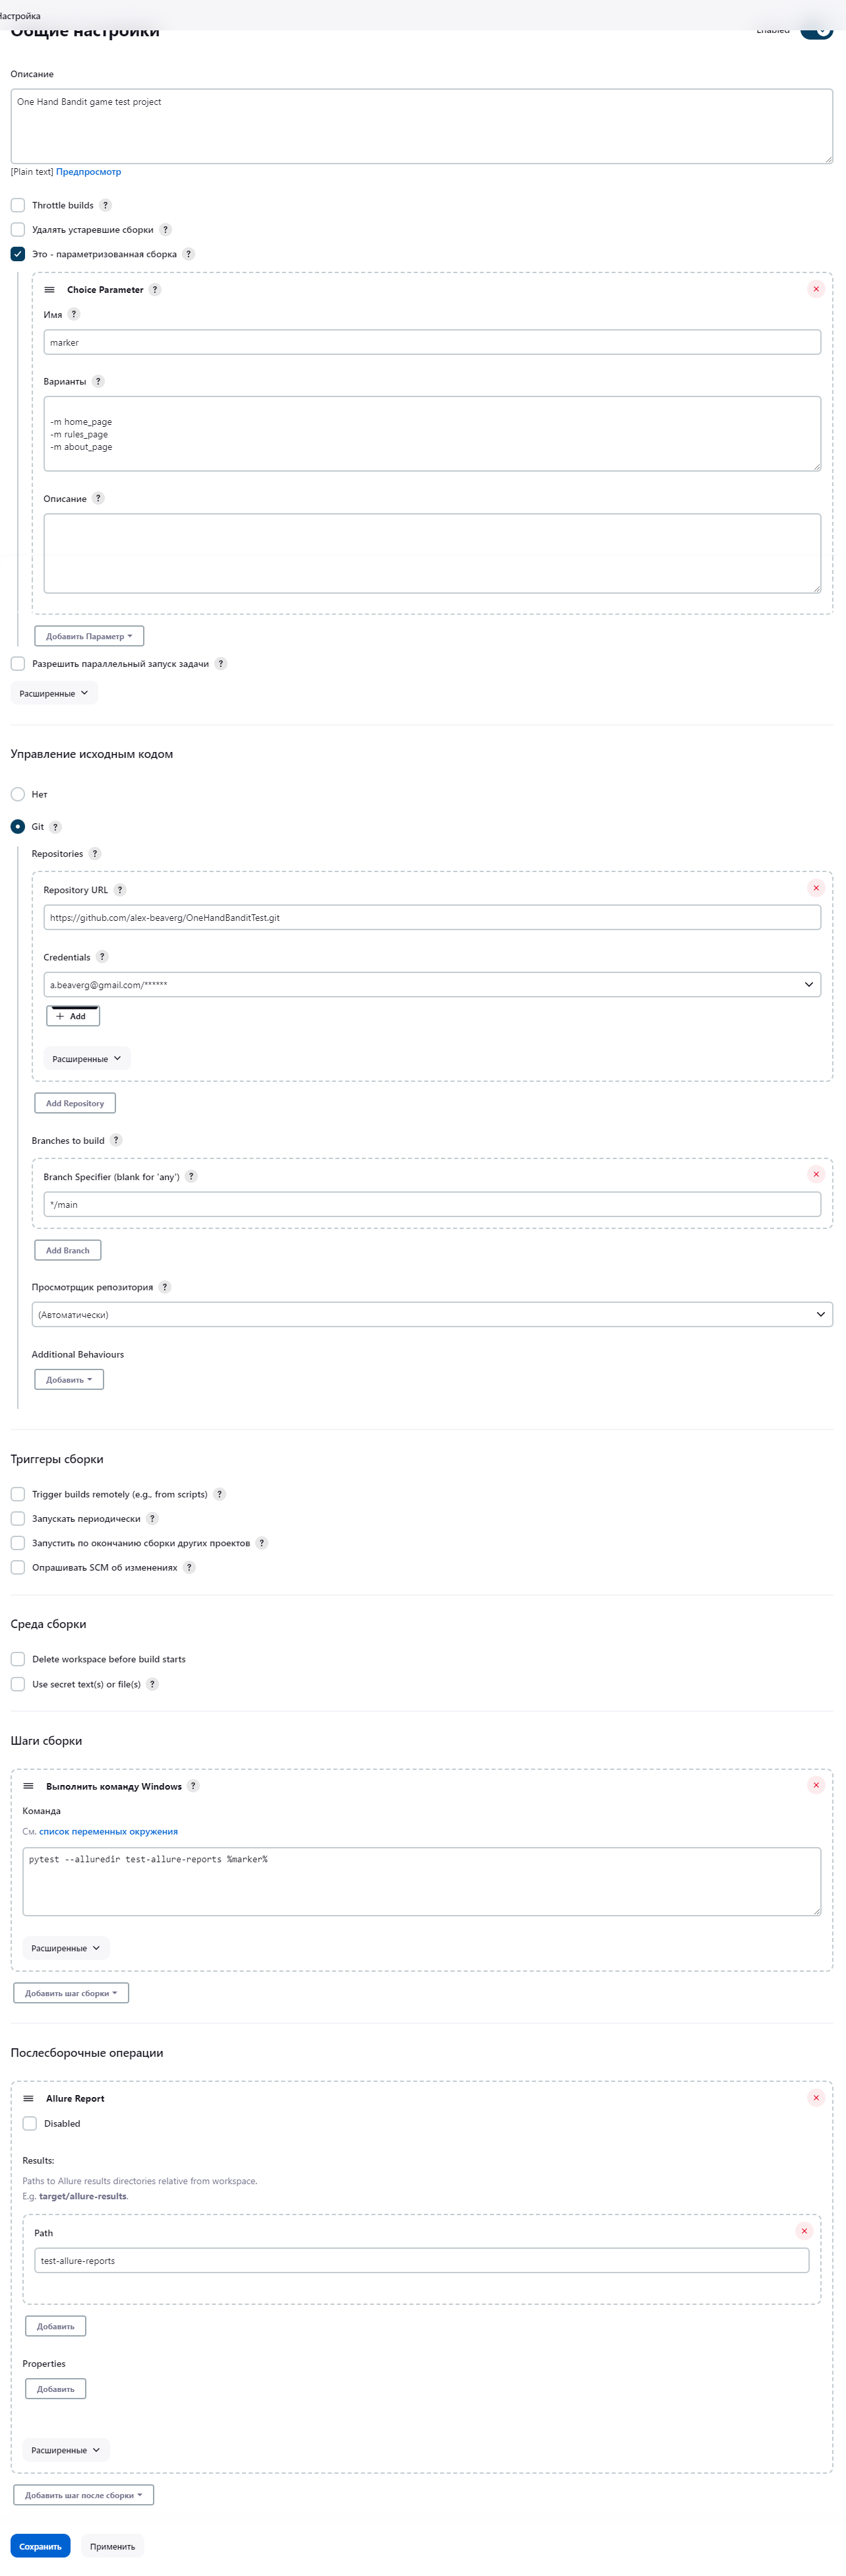 Настройка
Общие настройки
Enabled
Описание
One Hand Bandit game test project
[Plain text] Предпросмотр
Throttle builds ?
Удалять устаревшие сборки ?
Это - параметризованная сборка ?
Choice Parameter ?
Имя ?
marker
Варианты ?
-m home_page
-m rules_page
-m about_page
Описание ?
Добавить Параметр
Разрешить параллельный запуск задачи ?
Расширенные
Управление исходным кодом
Нет
Git ?
Repositories ?
Repository URL ?
https://github.com/alex-beaverg/OneHandBanditTest.git
Credentials ?
a.beaverg@gmail.com/******
+ Add
Расширенные
Add Repository
Branches to build ?
Branch Specifier (blank for 'any') ?
*/main
Add Branch
Просмотрщик репозитория ?
(Автоматически)
Additional Behaviours
Добавить
Триггеры сборки
Trigger builds remotely (e.g., from scripts) ?
Запускать периодически ?
Запустить по окончанию сборки других проектов ?
Опрашивать SCM об изменениях ?
Среда сборки
Delete workspace before build starts
Use secret text(s) or file(s) ?
Шаги сборки
Выполнить команду Windows ?
Команда
См. список переменных окружения
pytest --alluredir test-allure-reports %marker%
Расширенные
Добавить шаг сборки
Послесборочные операции
Allure Report
Disabled
Results:
Paths to Allure results directories relative from workspace.
E.g. target/allure-results.
Path
test-allure-reports
Добавить
Properties
Добавить
Расширенные
Добавить шаг после сборки
Сохранить
Применить